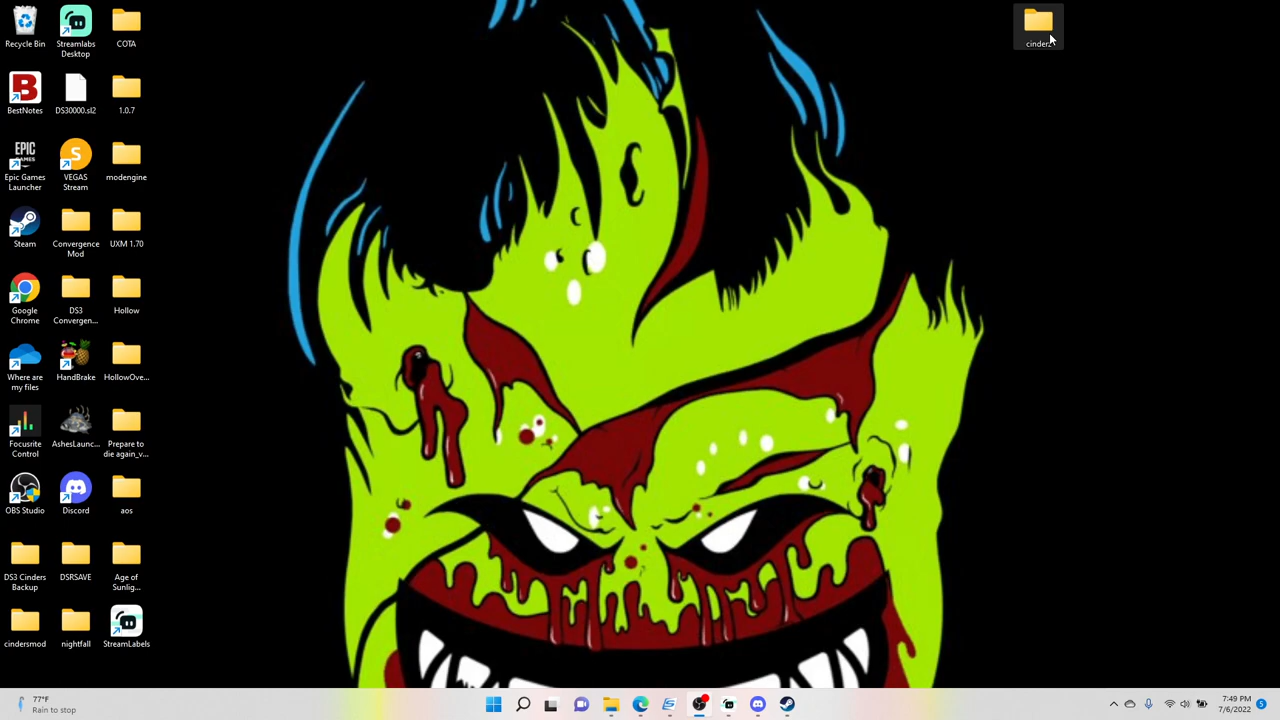 Recycle Bin
Streamlabs
Desktop
COTA
BestNotes
DS30000.sl2
1.0.7
EPIC
GAMES
Epic Games
Launcher
S
VEGAS
Stream
modengine
Steam
Convergence
Mod
UXM 1.70
Google
Chrome
DS3
Convergen...
Hollow
Where are
my files
HandBrake
HollowOve...
Focusrite
Control
AshesLaunc...
Prepare to
die again_v...
OBS Studio
Discord
aos
DS3 Cinders
Backup
DSRSAVE
Age of
Sunlig...
cindersmod
nightfall
StreamLabels
77°F
Rain to stop
7:49 PM
7/6/2022
5